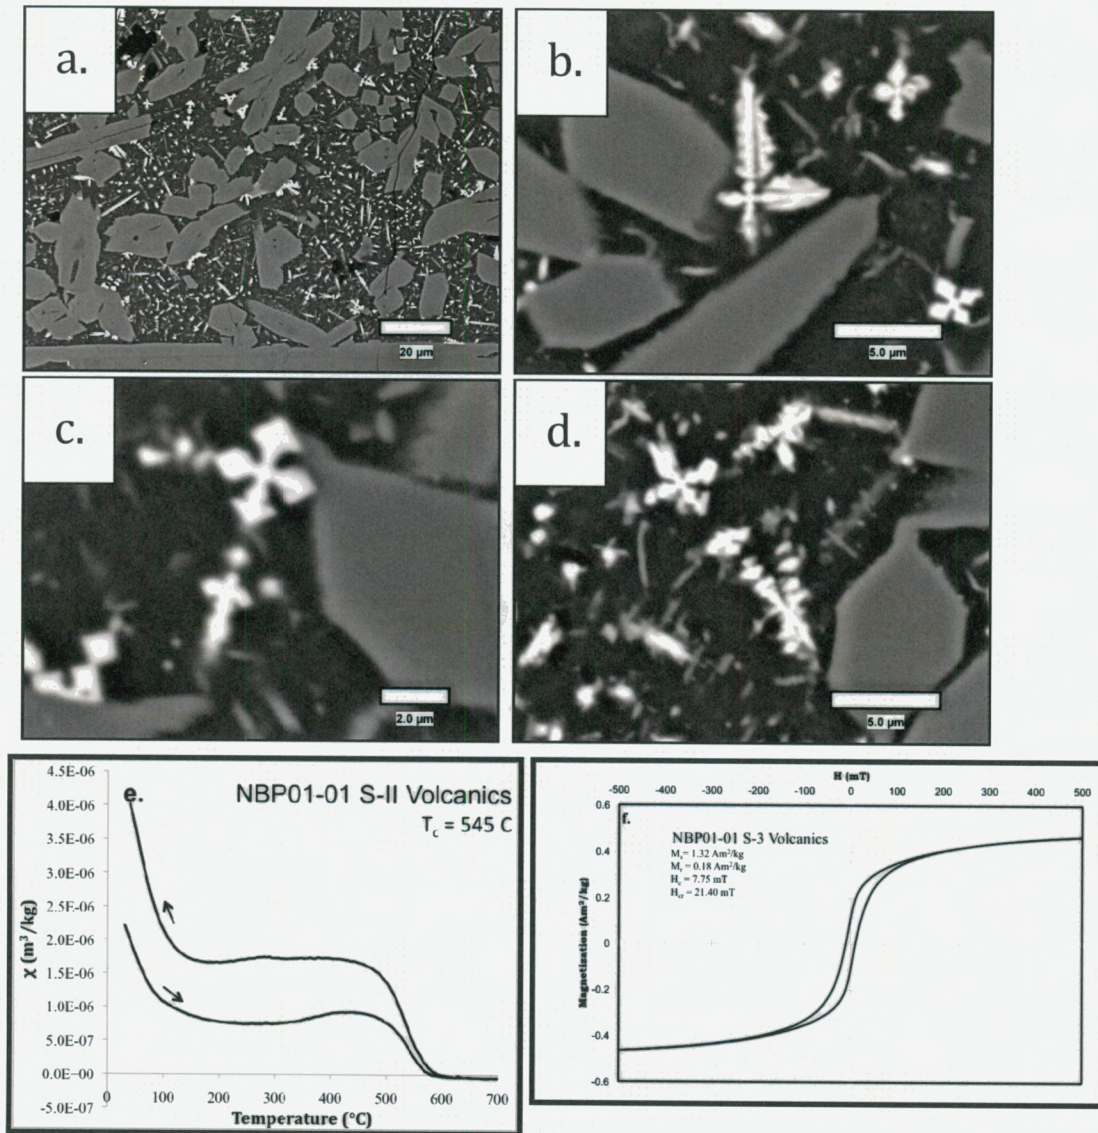 a.
20 μm
b.
5.0 μm
c.
2.0 μm
d.
5.0 μm
e.
NBP01-01 S-II Volcanics
T_c = 545 C
4.5E-06
4.0E-06
3.5E-06
3.0E-06
2.5E-06
2.0E-06
1.5E-06
1.0E-06
5.0E-07
0.0E-00
-5.0E-07
χ (m³/kg)
0 100 200 300 400 500 600 700
Temperature (°C)
H (mT)
-500 -400 -300 -200 -100 0 100 200 300 400 500
f.
NBP01-01 S-3 Volcanics
M_s= 1.32 Am²/kg
M_r = 0.18 Am²/kg
H_c = 7.75 mT
H_cr = 21.40 mT
0.6
0.4
0.2
0
-0.2
-0.4
-0.6
Magnetization (Am²/kg)